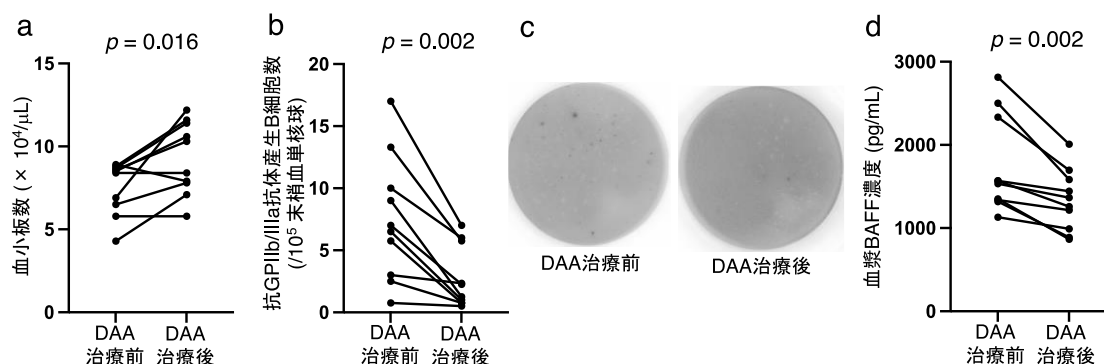 a
p = 0.016
血小板数 (× 10⁴/μL)
15
10
5
0
DAA
治療前
DAA
治療後
b
p = 0.002
抗GPIIb/IIIa抗体産生B細胞数
(/10⁵ 末梢血単核球)
20
15
10
5
0
DAA
治療前
DAA
治療後
c
DAA治療前
DAA治療後
d
p = 0.002
血漿BAFF濃度 (pg/mL)
3000
2000
1000
0
DAA
治療前
DAA
治療後